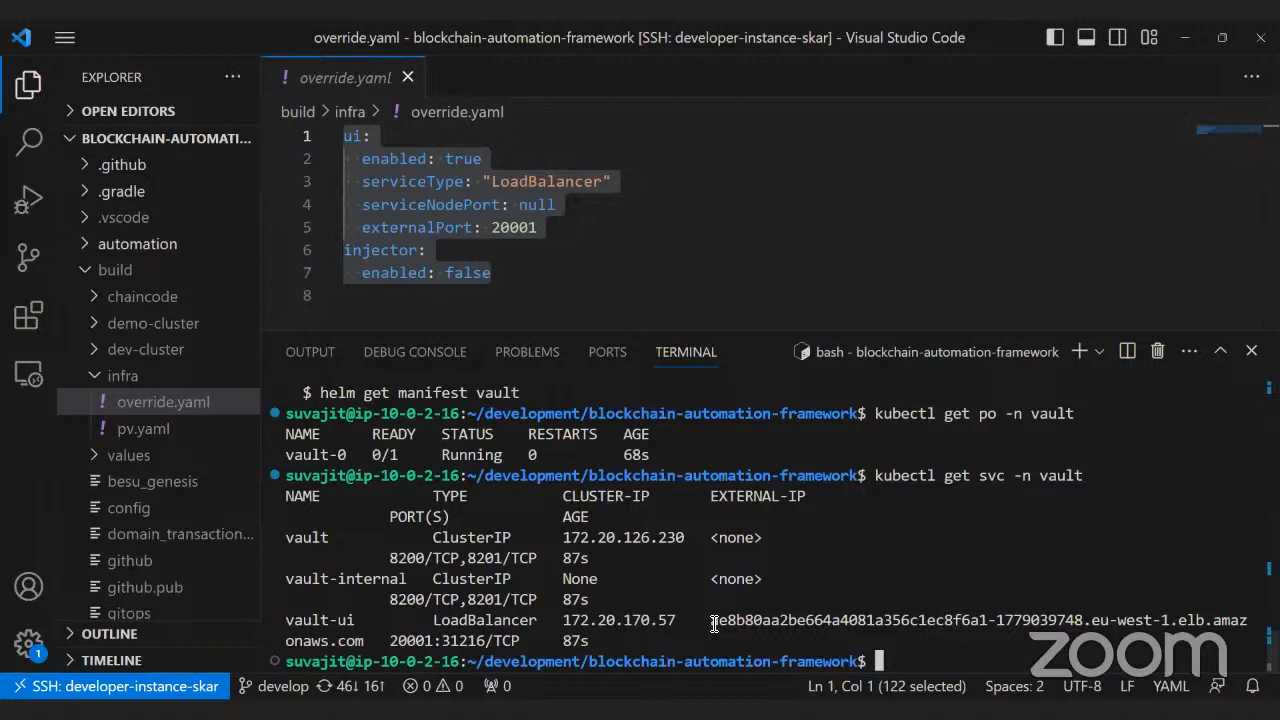 override.yaml - blockchain-automation-framework [SSH: developer-instance-skar] - Visual Studio Code
EXPLORER
OPEN EDITORS
BLOCKCHAIN-AUTOMATI...
.github
.gradle
.vscode
automation
build
chaincode
demo-cluster
dev-cluster
infra
override.yaml
pv.yaml
values
besu_genesis
config
domain_transaction...
github
github.pub
gitops
OUTLINE
TIMELINE
override.yaml
build > infra > override.yaml
1 ui:
2 enabled: true
3 serviceType: "LoadBalancer"
4 serviceNodePort: null
5 externalPort: 20001
6 injector:
7 enabled: false
8
OUTPUT DEBUG CONSOLE PROBLEMS PORTS TERMINAL bash - blockchain-automation-framework
$ helm get manifest vault
suvajit@ip-10-0-2-16:~/development/blockchain-automation-framework$ kubectl get po -n vault
NAME READY STATUS RESTARTS AGE
vault-0 0/1 Running 0 68s
suvajit@ip-10-0-2-16:~/development/blockchain-automation-framework$ kubectl get svc -n vault
NAME TYPE CLUSTER-IP EXTERNAL-IP
PORT(S) AGE
vault ClusterIP 172.20.126.230 <none>
8200/TCP,8201/TCP 87s
vault-internal ClusterIP None <none>
8200/TCP,8201/TCP 87s
vault-ui LoadBalancer 172.20.170.57
onaws.com 20001:31216/TCP 87s
suvajit@ip-10-0-2-16:~/development/blockchain-automation-framework$
zoom
1
SSH: developer-instance-skar develop 46↓ 16↑ 0 0 0 Ln 1, Col 1 (122 selected) Spaces: 2 UTF-8 LF YAML